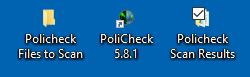 Policheck
Files to Scan
PoliCheck
5.8.1
Policheck
Scan Results